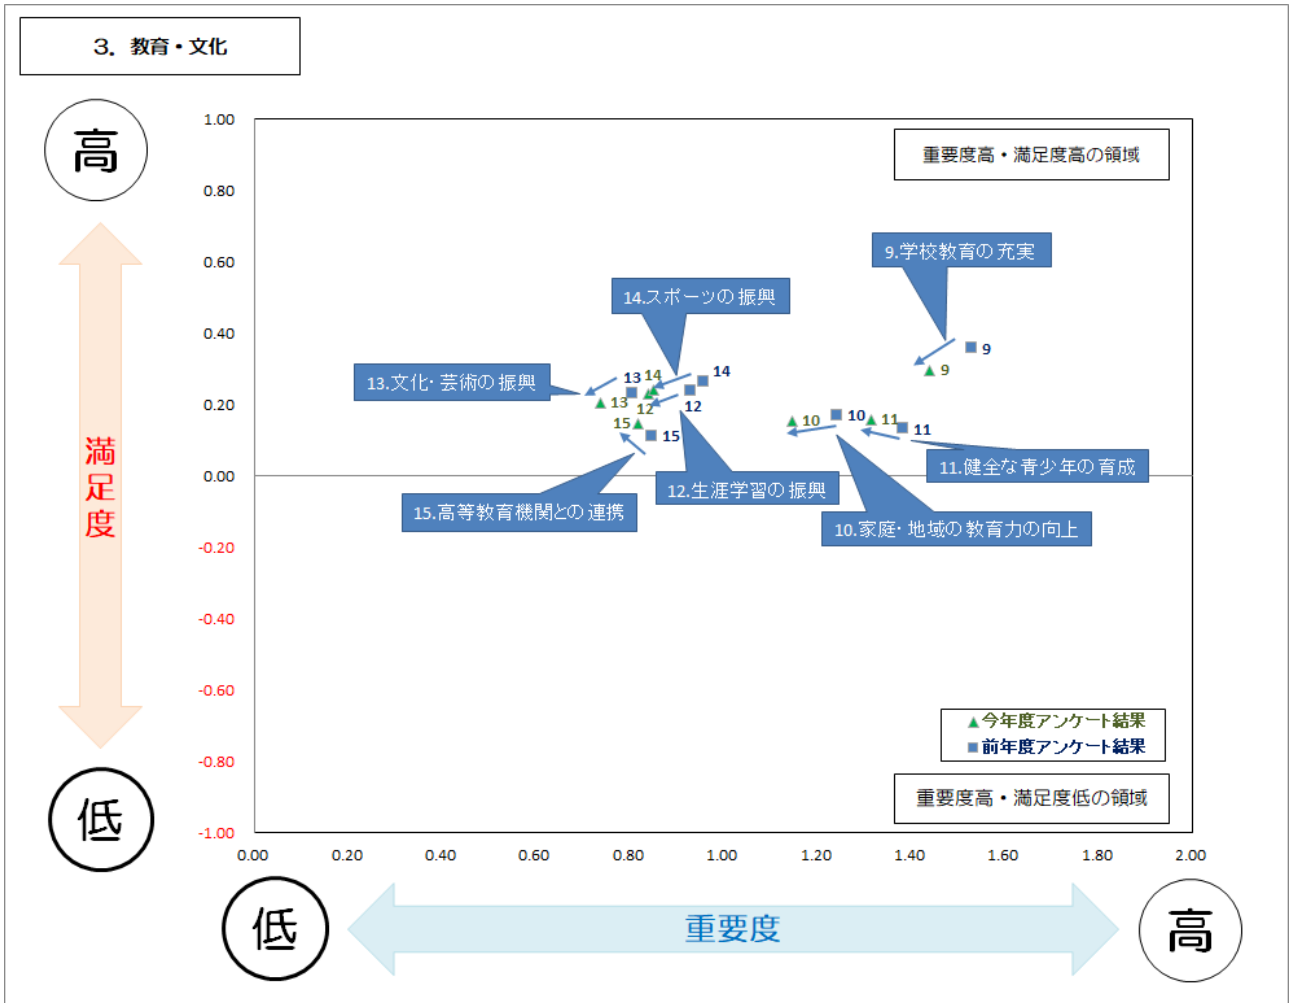 3. 教育・文化
高
1.00
重要度高・満足度高の領域
0.80
0.60
9.学校教育の充実
14.スポーツの振興
0.40
9
9
13.文化・芸術の振興
13
14
14
0.20
13
12
12
15
15
10
10
11
11
満足度
0.00
11.健全な青少年の育成
12.生涯学習の振興
15.高等教育機関との連携
10.家庭・地域の教育力の向上
-0.20
-0.40
-0.60
今年度アンケート結果
前年度アンケート結果
-0.80
重要度高・満足度低の領域
低
-1.00
0.00 0.20 0.40 0.60 0.80 1.00 1.20 1.40 1.60 1.80 2.00
低
重要度
高